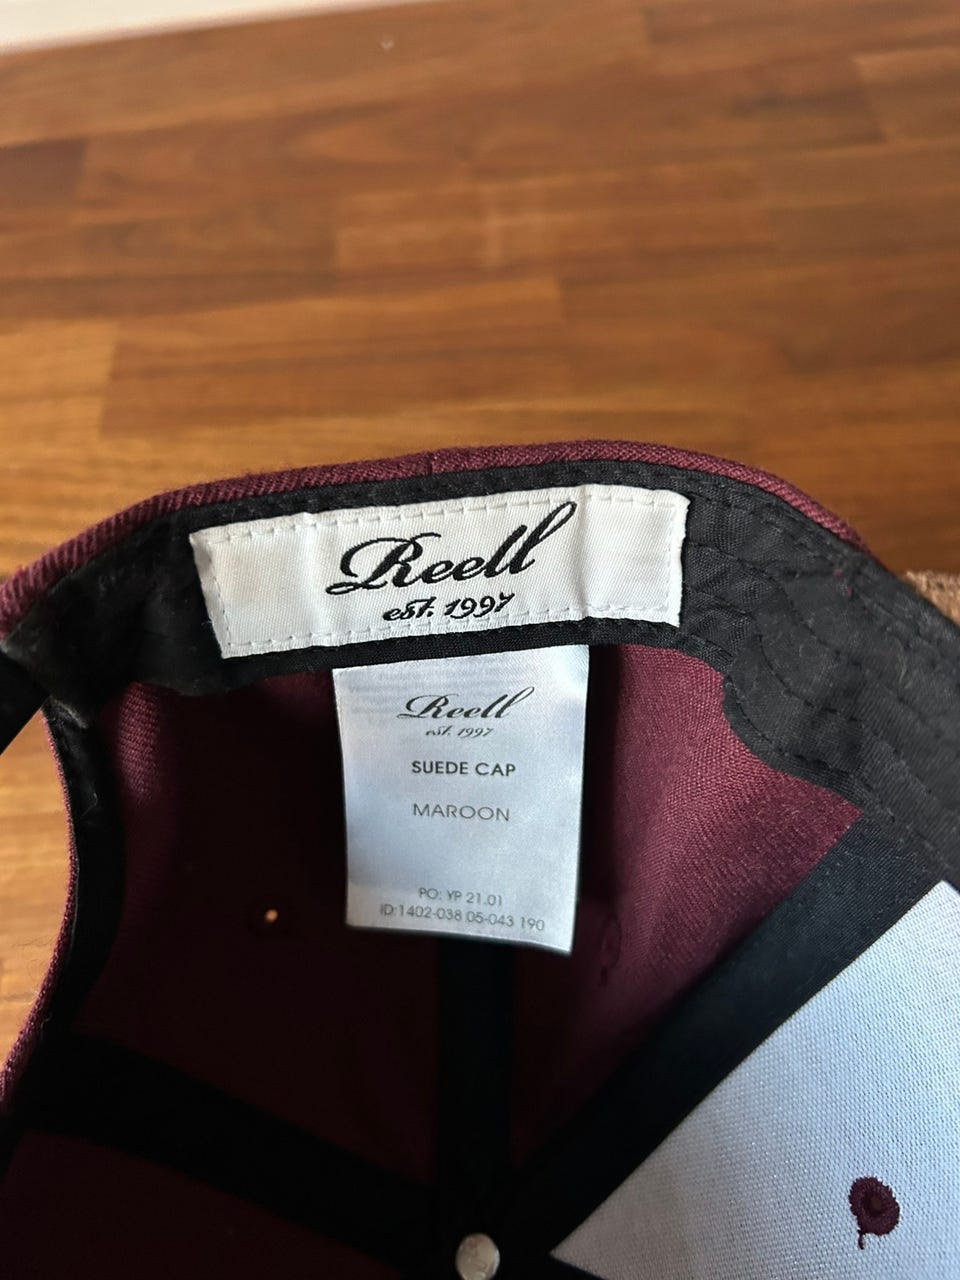 Reell
est. 1997
Reell
est. 1997
SUEDE CAP
MAROON
PO: YP 21.01
ID:1402-038 05-043 190